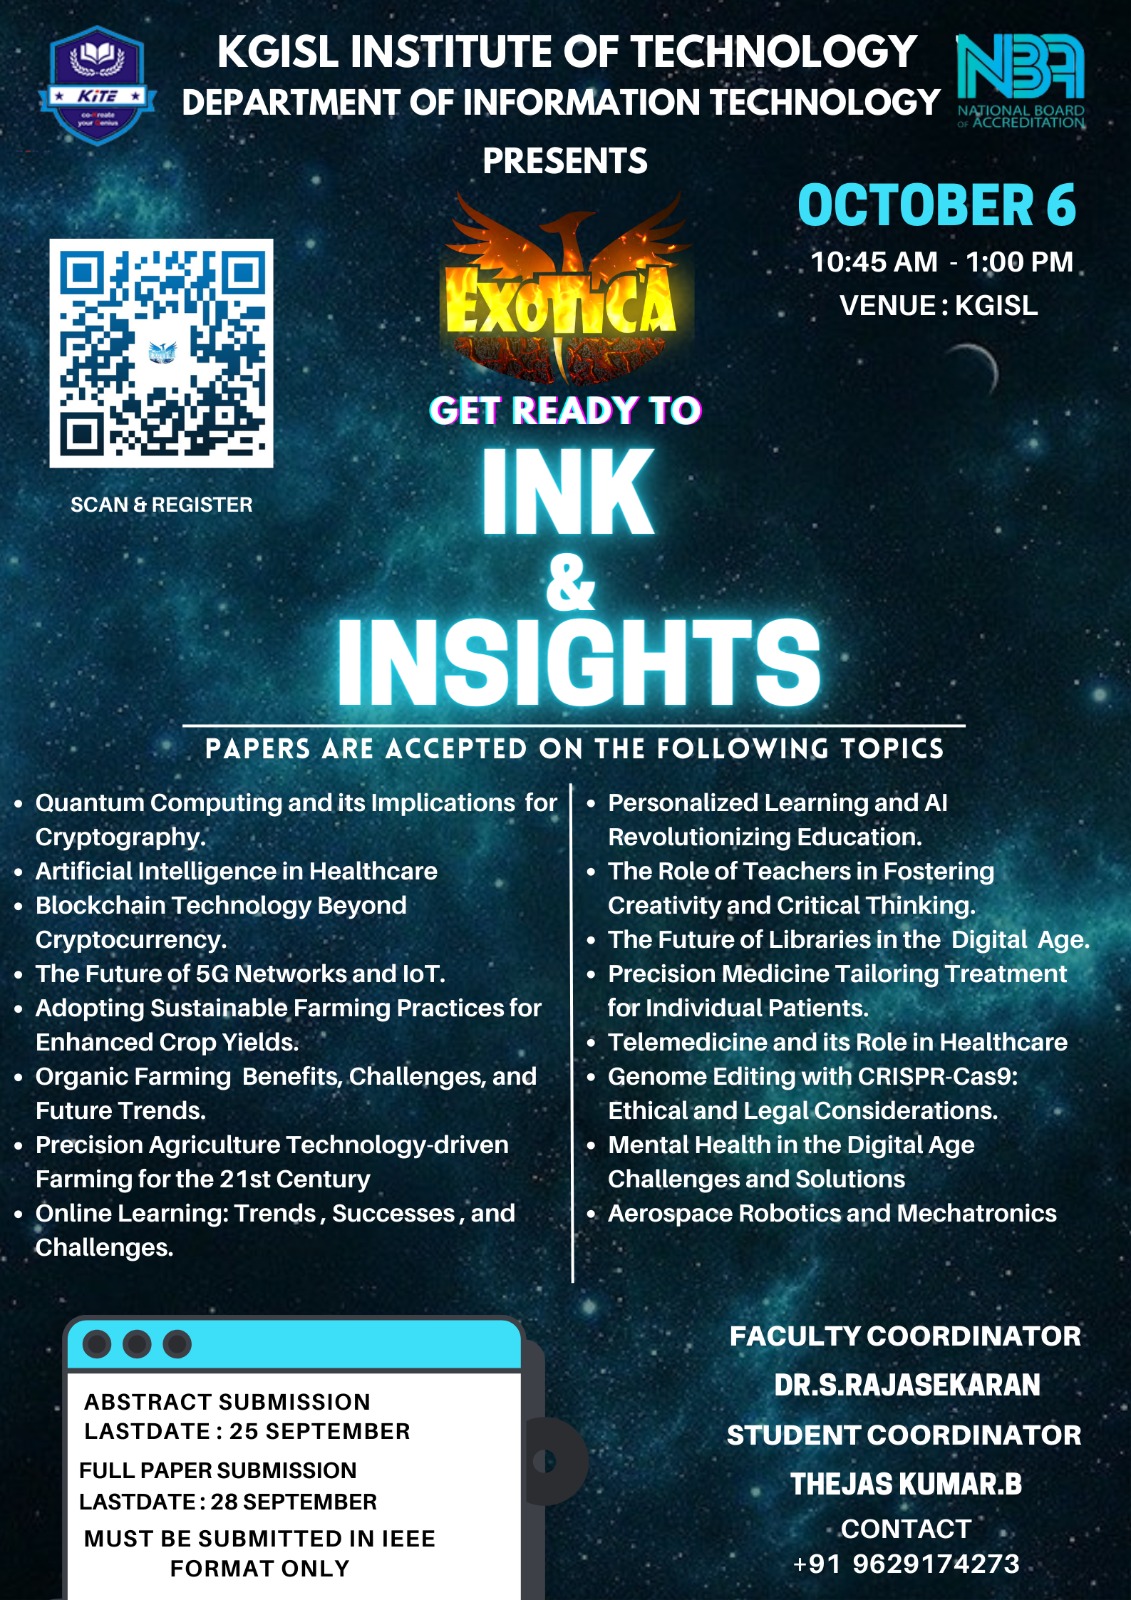 KGISL INSTITUTE OF TECHNOLOGY
DEPARTMENT OF INFORMATION TECHNOLOGY
PRESENTS
KiTE
co-Kreate
your Genius
NBA
NATIONAL BOARD
OF ACCREDITATION
OCTOBER 6
10:45 AM - 1:00 PM
VENUE : KGISL
EXOTICA
SCAN & REGISTER
GET READY TO
INK
&
INSIGHTS
PAPERS ARE ACCEPTED ON THE FOLLOWING TOPICS
• Quantum Computing and its Implications for
Cryptography.
• Artificial Intelligence in Healthcare
• Blockchain Technology Beyond
Cryptocurrency.
• The Future of 5G Networks and IoT.
• Adopting Sustainable Farming Practices for
Enhanced Crop Yields.
• Organic Farming Benefits, Challenges, and
Future Trends.
• Precision Agriculture Technology-driven
Farming for the 21st Century
• Online Learning: Trends , Successes , and
Challenges.
• Personalized Learning and AI
Revolutionizing Education.
• The Role of Teachers in Fostering
Creativity and Critical Thinking.
• The Future of Libraries in the Digital Age.
• Precision Medicine Tailoring Treatment
for Individual Patients.
• Telemedicine and its Role in Healthcare
• Genome Editing with CRISPR-Cas9:
Ethical and Legal Considerations.
• Mental Health in the Digital Age
Challenges and Solutions
• Aerospace Robotics and Mechatronics
ABSTRACT SUBMISSION
LASTDATE : 25 SEPTEMBER
FULL PAPER SUBMISSION
LASTDATE : 28 SEPTEMBER
MUST BE SUBMITTED IN IEEE
FORMAT ONLY
FACULTY COORDINATOR
DR.S.RAJASEKARAN
STUDENT COORDINATOR
THEJAS KUMAR.B
CONTACT
+91 9629174273